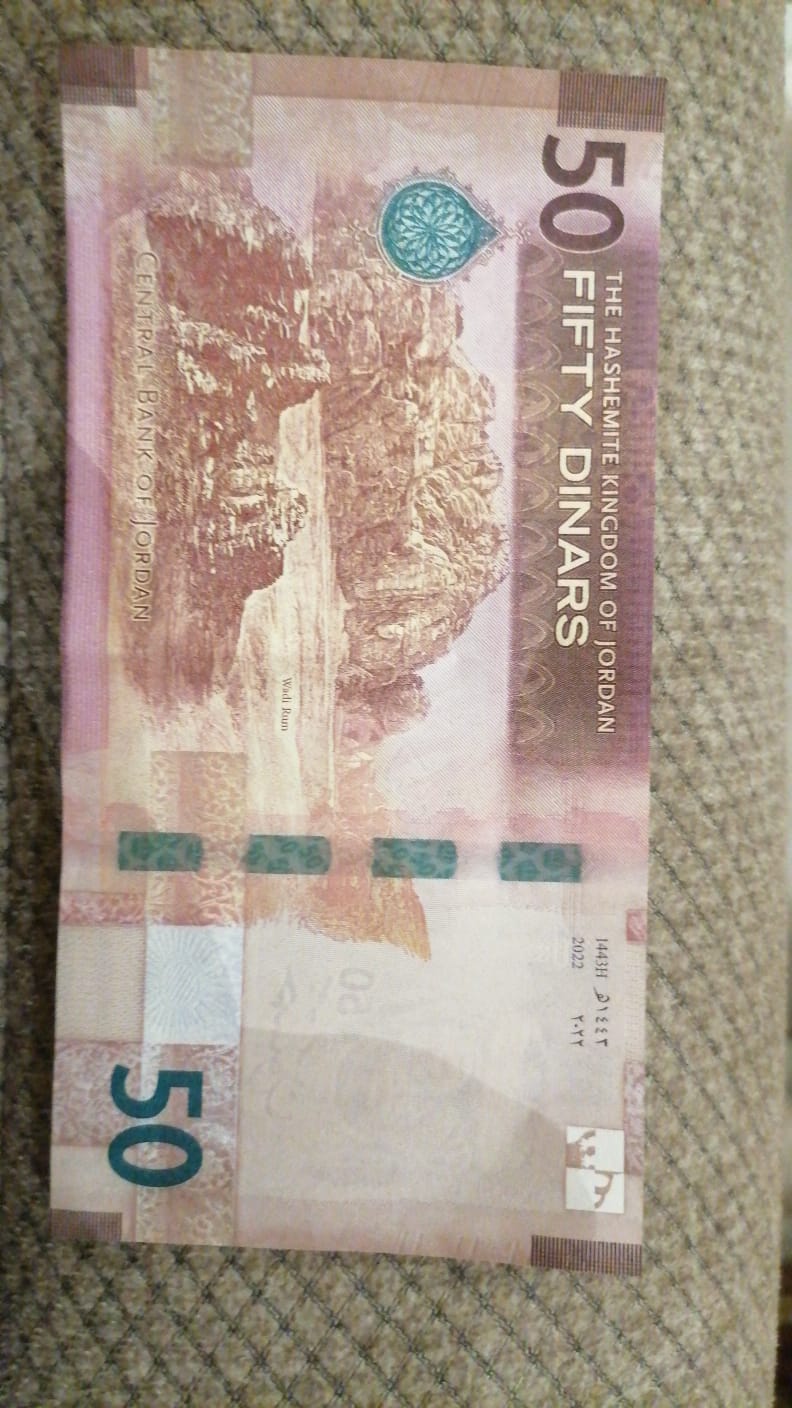 50
THE HASHEMITE KINGDOM OF JORDAN
FIFTY DINARS
1443H ١٤٤٣هـ
2022 ٢٠٢٢
Wadi Rum
CENTRAL BANK OF JORDAN
50